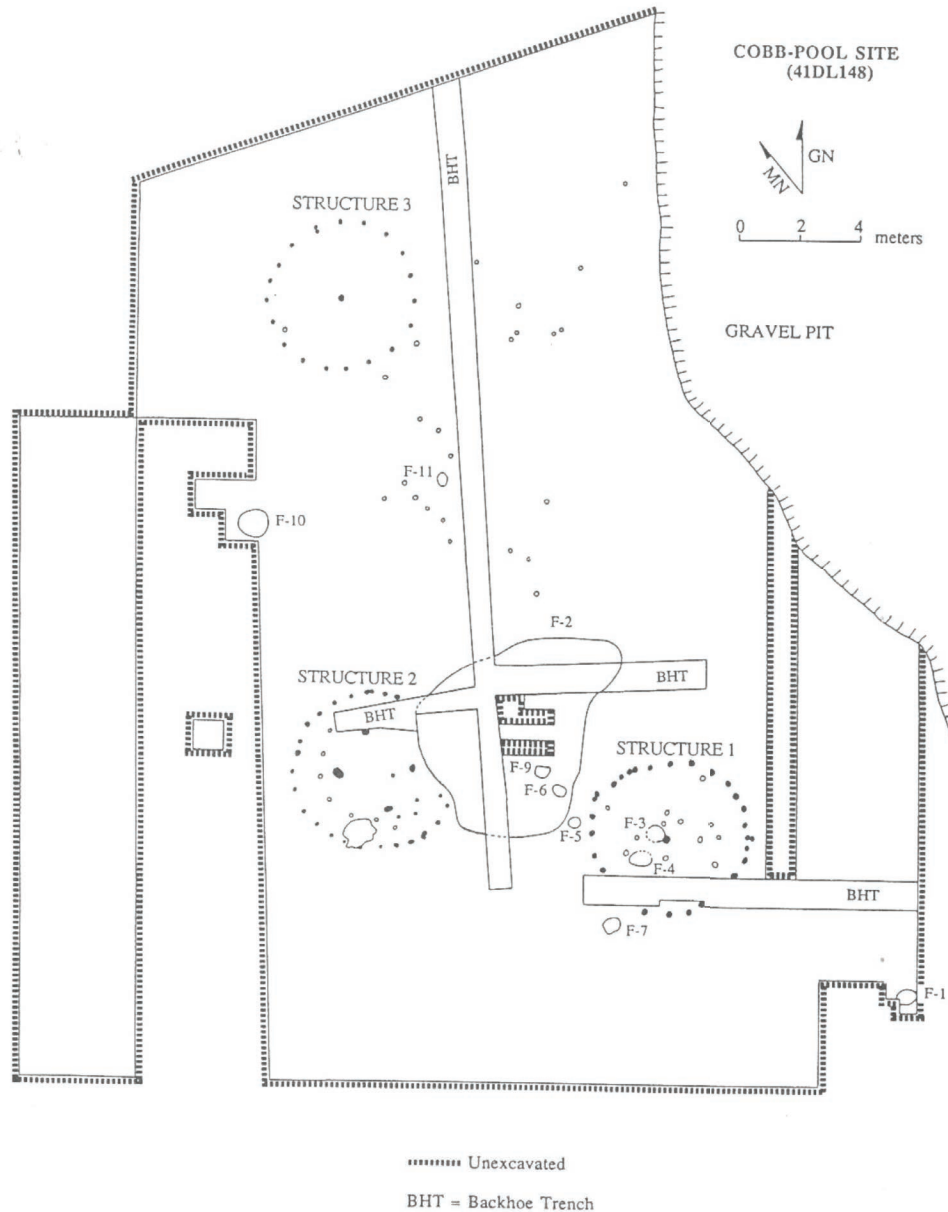 COBB-POOL SITE
(41DL148)
GN
MN
0 2 4 meters
BHT
STRUCTURE 3
GRAVEL PIT
F-11
F-10
F-2
STRUCTURE 2
BHT
BHT
STRUCTURE 1
F-9
F-6
F-5
F-3
F-4
BHT
F-7
F-1
Unexcavated
BHT = Backhoe Trench